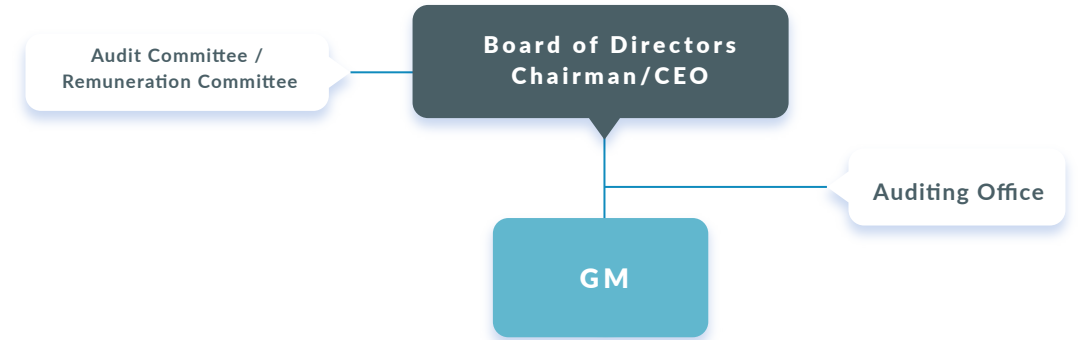 Board of Directors
Chairman/CEO
Audit Committee /
Remuneration Committee
Auditing Office
GM